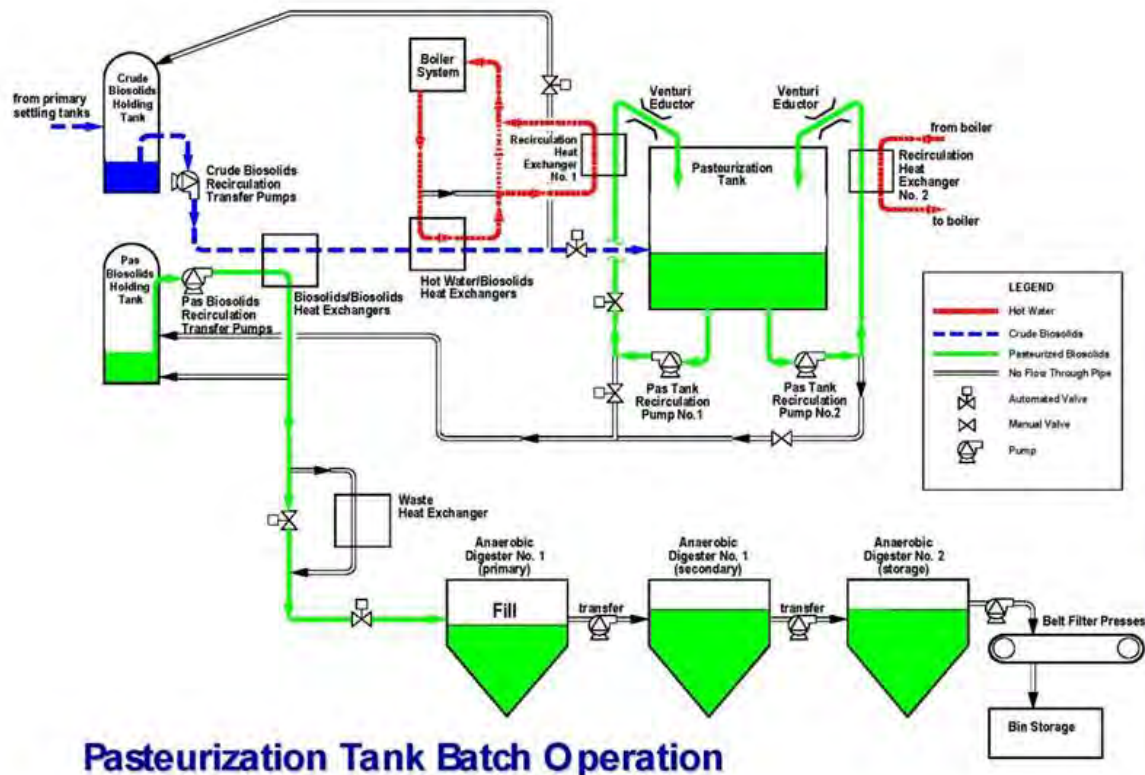 Crude
Biosolids
Holding
Tank
from primary
settling tanks
Crude Biosolids
Recirculation
Transfer Pumps
Boiler
System
Recirculation
Heat
Exchanger
No. 1
Venturi
Eductor
Venturi
Eductor
Pasteurization
Tank
from boiler
Recirculation
Heat
Exchanger
No. 2
to boiler
Pas
Biosolids
Holding
Tank
Pas Biosolids
Recirculation
Transfer Pumps
Biosolids/Biosolids
Heat Exchangers
Hot Water/Biosolids
Heat Exchangers
Pas Tank
Recirculation
Pump No.1
Pas Tank
Recirculation
Pump No.2
LEGEND
Hot Water
Crude Biosolids
Pasteurized Biosolids
No Flow Through Pipe
Automated Valve
Manual Valve
Pump
Waste
Heat Exchanger
Anaerobic
Digester No. 1
(primary)
Fill
transfer
Anaerobic
Digester No. 1
(secondary)
transfer
Anaerobic
Digester No. 2
(storage)
Belt Filter Presses
Bin Storage
Pasteurization Tank Batch Operation